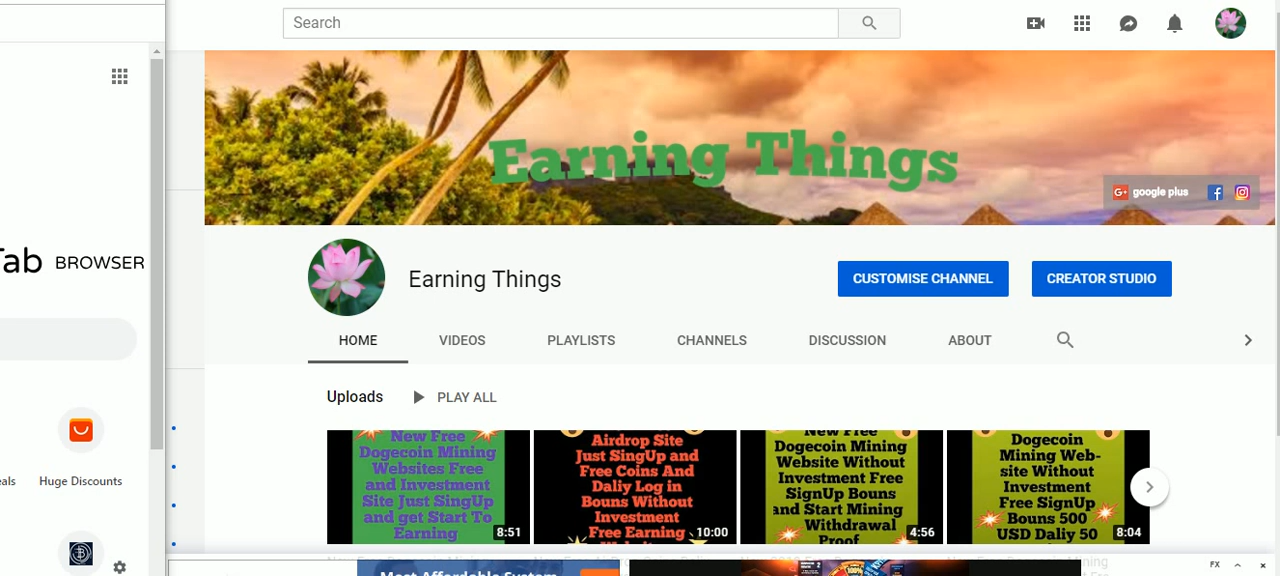 Search
Earning Things
google plus
Tab BROWSER
Earning Things
CUSTOMISE CHANNEL
CREATOR STUDIO
HOME
VIDEOS
PLAYLISTS
CHANNELS
DISCUSSION
ABOUT
Uploads
PLAY ALL
New Free
Dogecoin Mining
Websites Free
and Investment
Site Just SingUp
and get Start To
Earning
8:51
Airdrop Site
Just SingUp and
Free Coins And
Daliy Log in
Bouns Without
Investment
Free Earning
10:00
New Free
Dogecoin Mining
Website Without
Investment Free
SignUp Bouns
and Start Mining
Withdrawal
Proof
4:56
Dogecoin
Mining Web-
site Without
Investment
Free SignUp
Bouns 500
USD Daliy 50
8:04
eals
Huge Discounts
Most Affordable System
FX